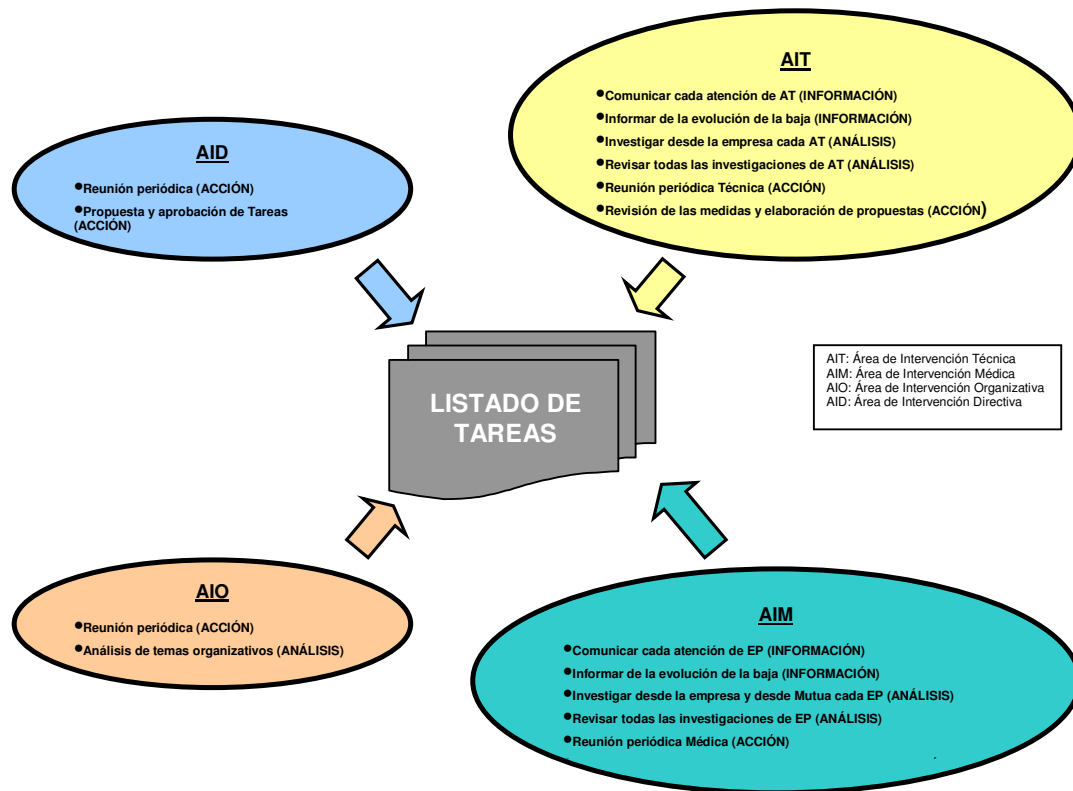 AID
•Reunión periódica (ACCIÓN)
•Propuesta y aprobación de Tareas
(ACCIÓN)
AIT
•Comunicar cada atención de AT (INFORMACIÓN)
•Informar de la evolución de la baja (INFORMACIÓN)
•Investigar desde la empresa cada AT (ANÁLISIS)
•Revisar todas las investigaciones de AT (ANÁLISIS)
•Reunión periódica Técnica (ACCIÓN)
•Revisión de las medidas y elaboración de propuestas (ACCIÓN)
LISTADO DE
TAREAS
AIT: Área de Intervención Técnica
AIM: Área de Intervención Médica
AIO: Área de Intervención Organizativa
AID: Área de Intervención Directiva
AIO
•Reunión periódica (ACCIÓN)
•Análisis de temas organizativos (ANÁLISIS)
AIM
•Comunicar cada atención de EP (INFORMACIÓN)
•Informar de la evolución de la baja (INFORMACIÓN)
•Investigar desde la empresa y desde Mutua cada EP (ANÁLISIS)
•Revisar todas las investigaciones de EP (ANÁLISIS)
•Reunión periódica Médica (ACCIÓN)
.